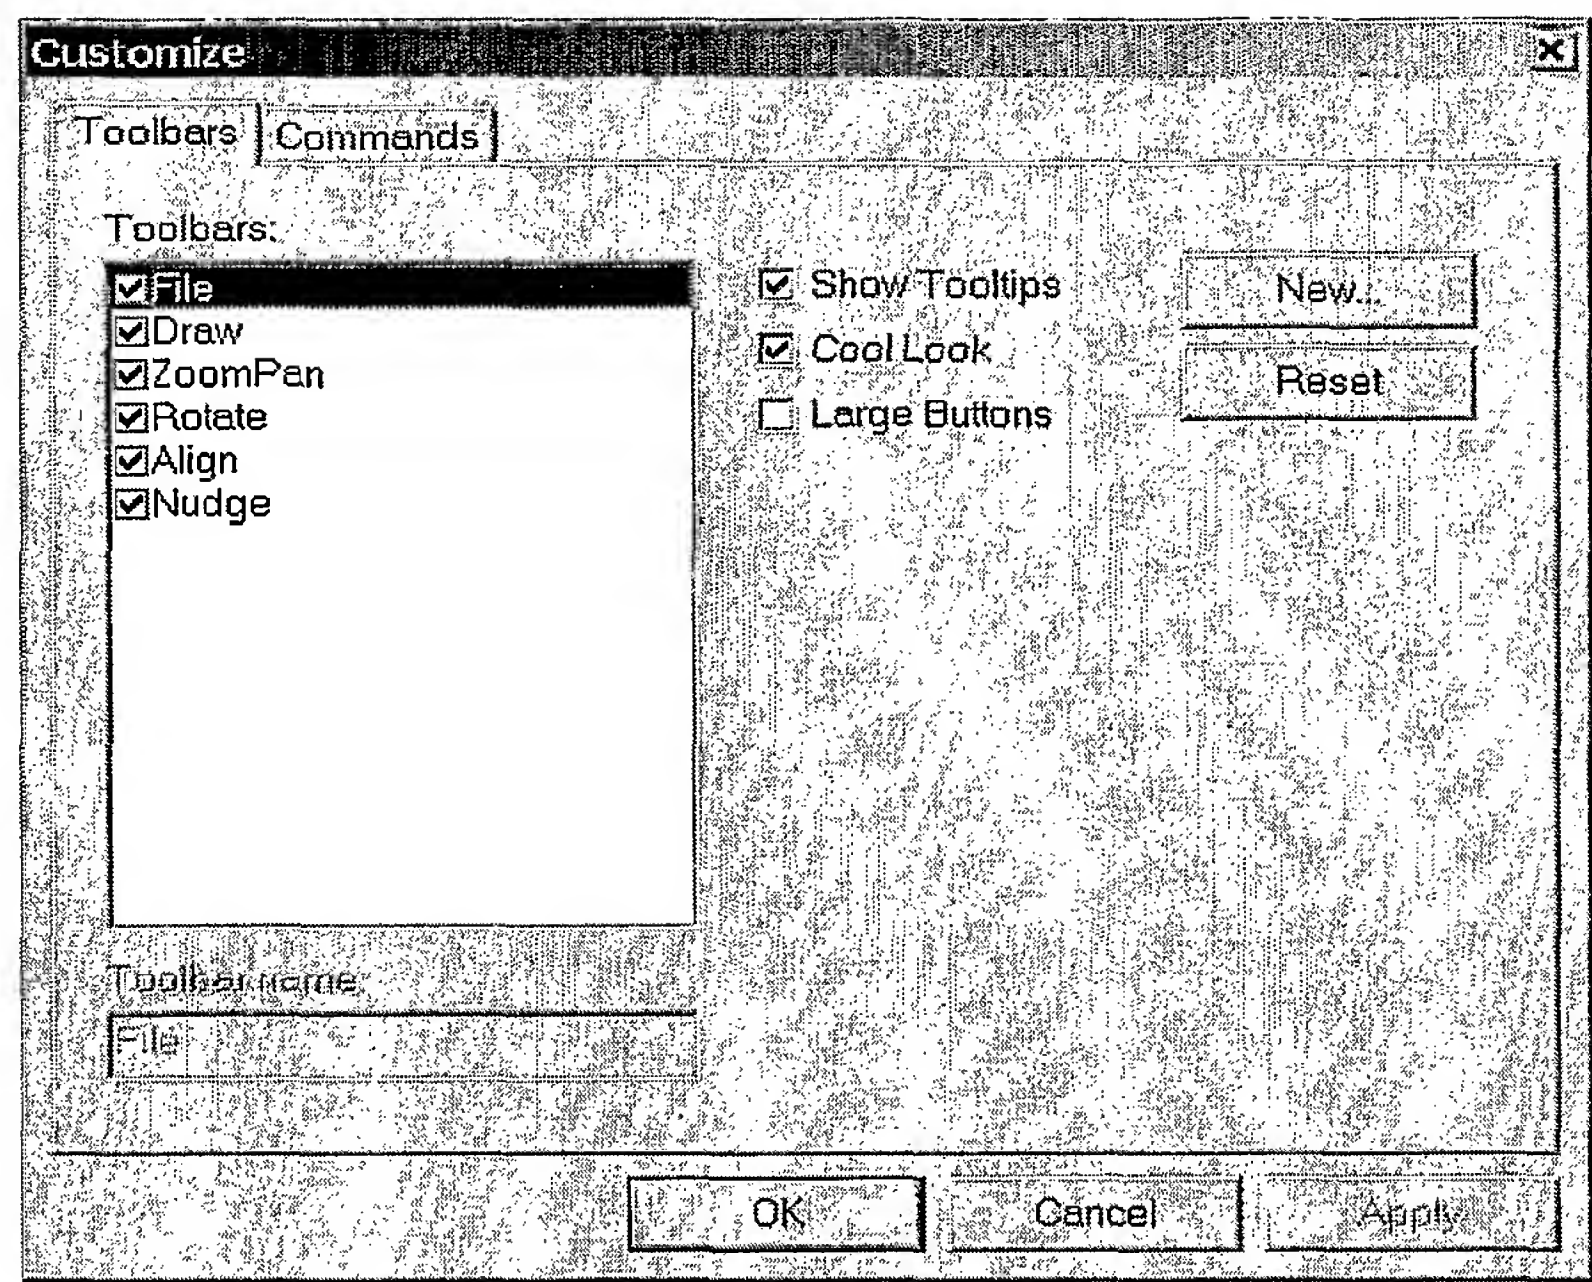 Customize
Toolbars Commands
Toolbars:
File
Draw
ZoomPan
Rotate
Align
Nudge
Show Tooltips
Cool Look
Large Buttons
New...
Reset
Toolbar name:
File
OK Cancel Apply